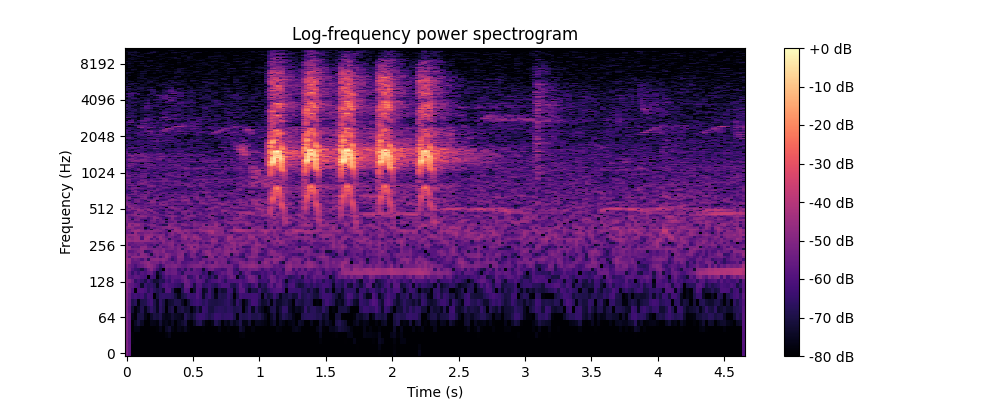 Log-frequency power spectrogram
Frequency (Hz)
8192
4096
2048
1024
512
256
128
64
0
0 0.5 1 1.5 2 2.5 3 3.5 4 4.5
Time (s)
+0 dB
-10 dB
-20 dB
-30 dB
-40 dB
-50 dB
-60 dB
-70 dB
-80 dB